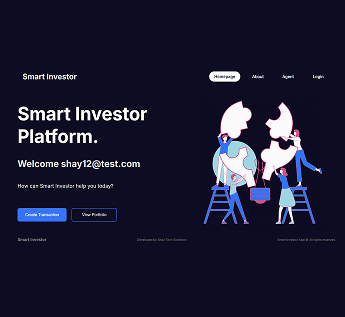 Smart Investor
Homepage About Agent Login
Smart Investor
Platform.
Welcome shay12@test.com
How can Smart Investor help you today?
Create Transaction View Portfolio
Smart Investor Developed by Shay Tech Solutions Smart Investor App © All rights reserved.